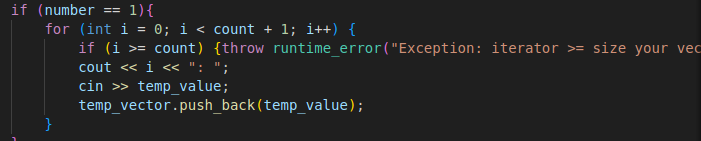 if (number == 1){
for (int i = 0; i < count + 1; i++) {
if (i >= count) {throw runtime_error("Exception: iterator >= size your vec
cout << i << ": ";
cin >> temp_value;
temp_vector.push_back(temp_value);
}